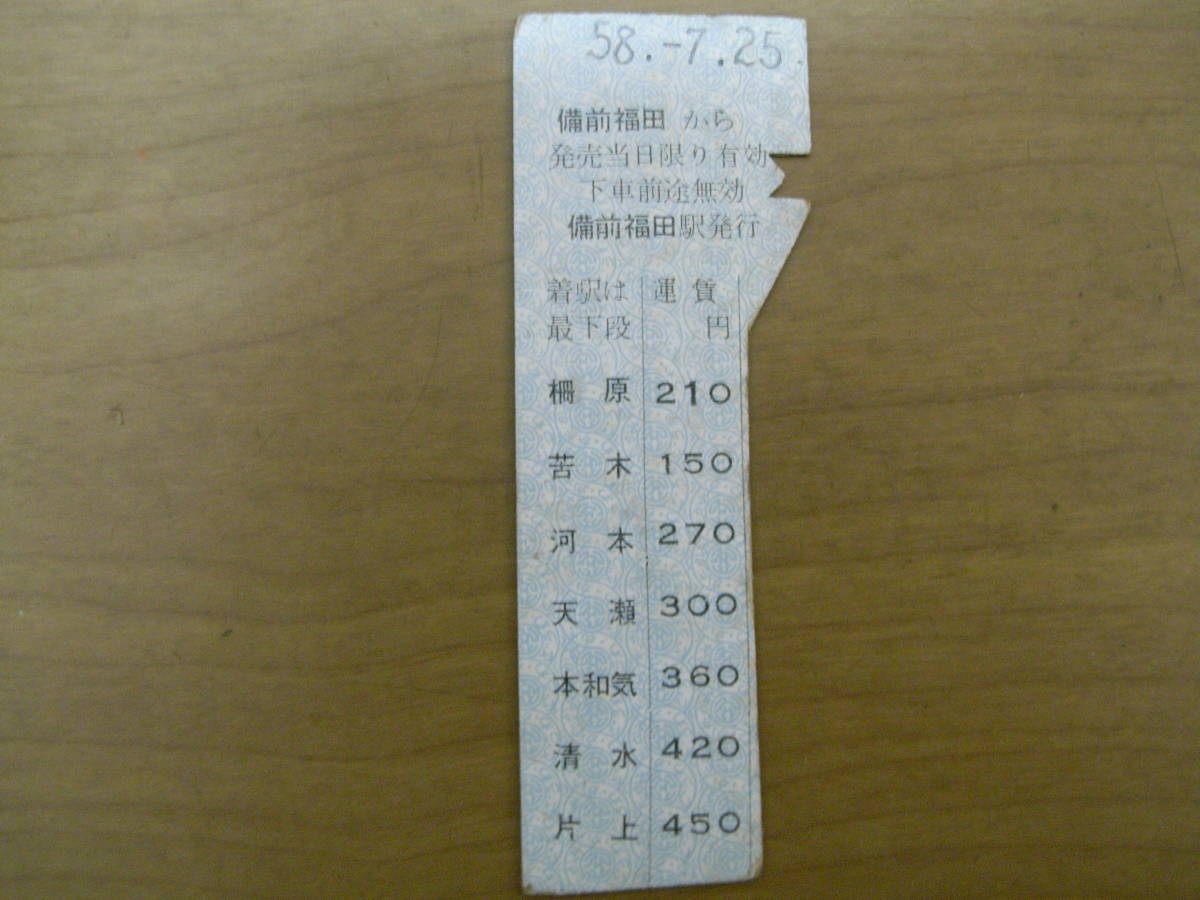 58.-7.25.
備前福田 から
発売当日限り有効
下車前途無効
備前福田駅発行
着駅は 運賃
最下段 円
柵原 210
苦木 150
河本 270
天瀬 300
本和気 360
清水 420
片上 450